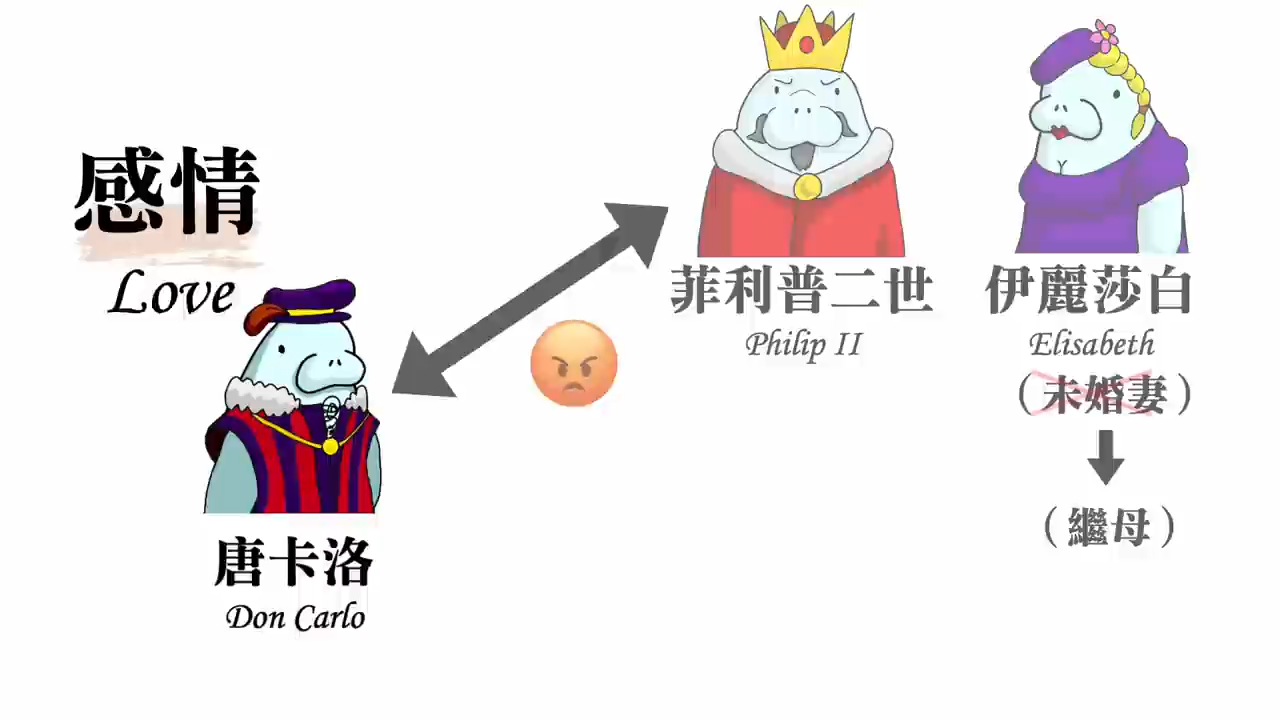 感情
Love
菲利普二世
Philip II
伊麗莎白
Elisabeth
（未婚妻）
（繼母）
唐卡洛
Don Carlo